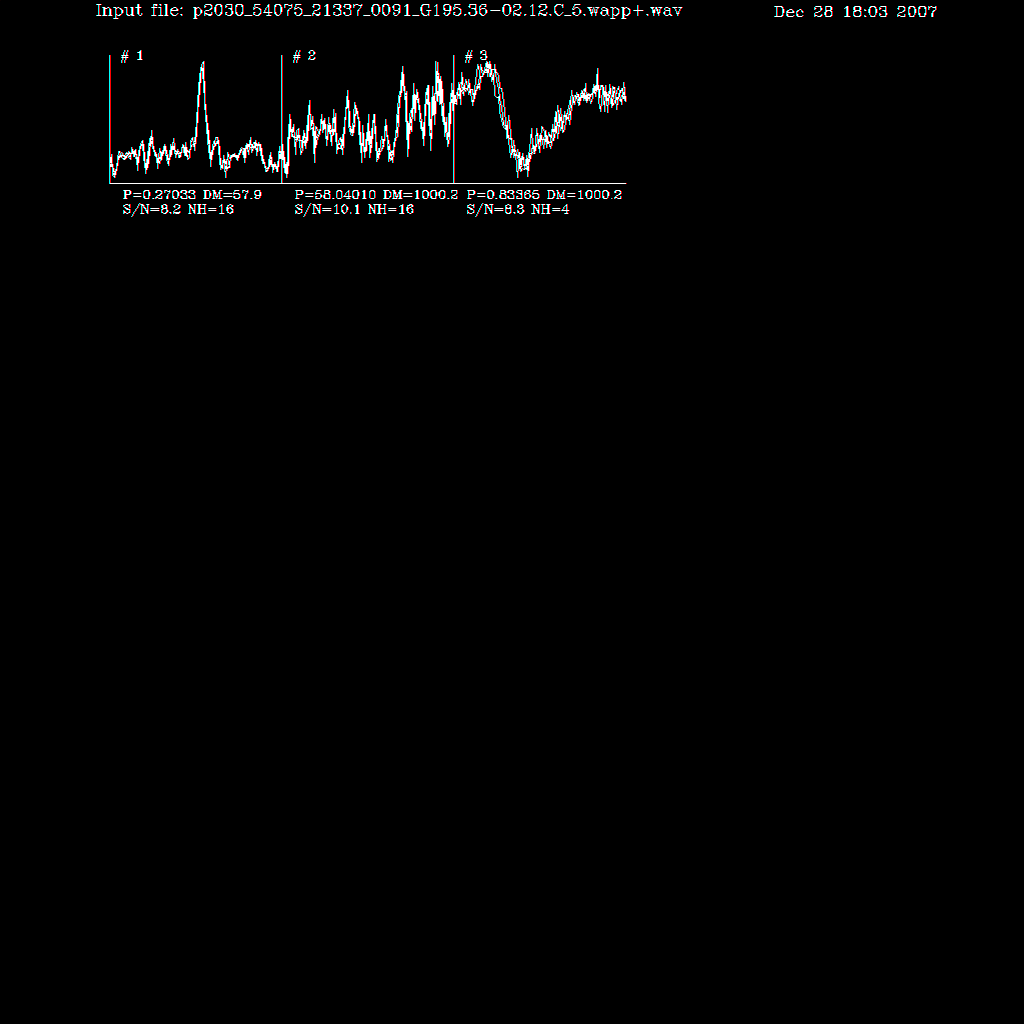 Input file: p2030_54075_21337_0091_G195.36-02.12.C_5.wapp+.wav
Dec 28 18:03 2007
# 1
# 2
# 3
P=0.27033 DM=57.9
S/N=8.2 NH=16
P=58.04010 DM=1000.2
S/N=10.1 NH=16
P=0.83365 DM=1000.2
S/N=8.3 NH=4